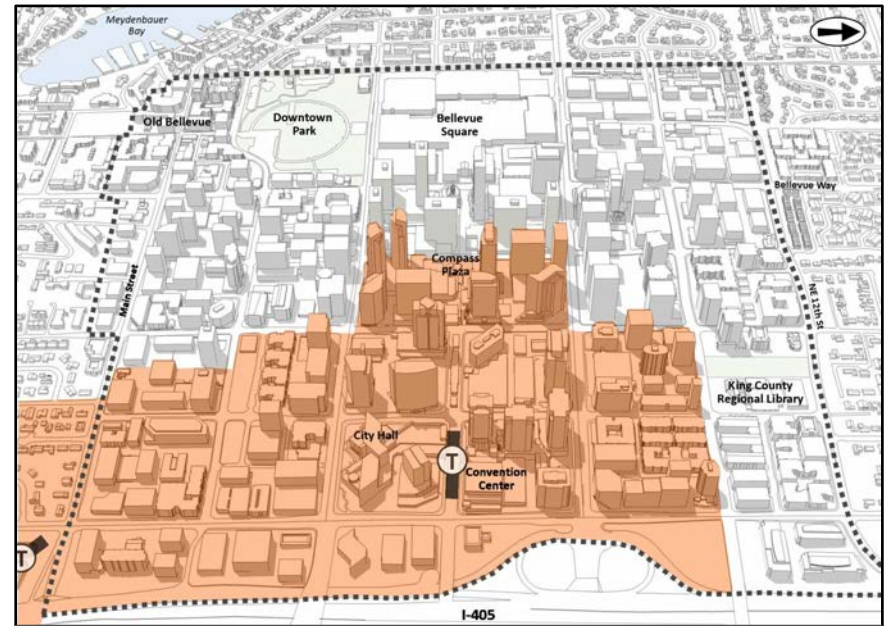 Meydenbauer
Bay
Old Bellevue
Downtown
Park
Bellevue
Square
Bellevue Way
Compass
Plaza
Main Street
NE 12th St
King County
Regional Library
City Hall
T
Convention
Center
T
I-405